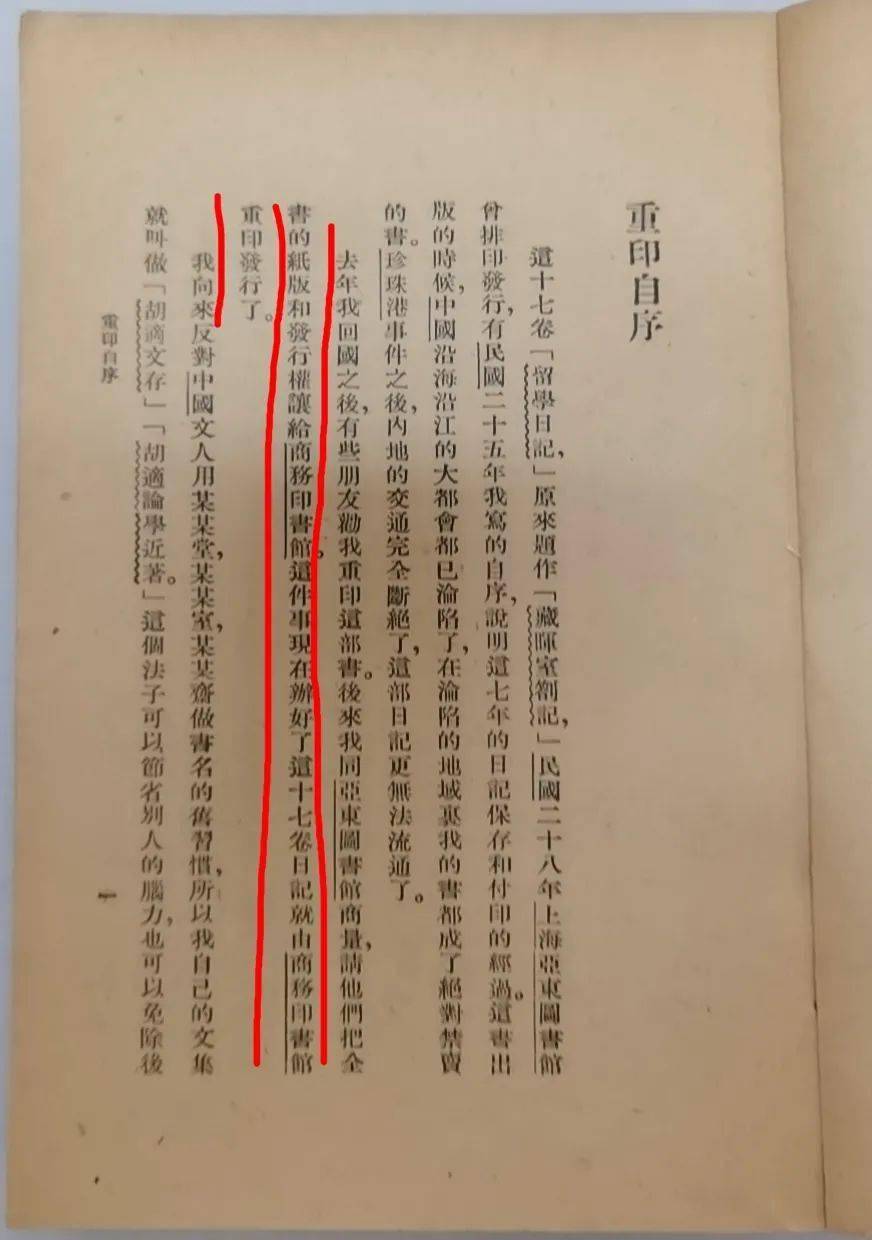 重印自序
這十七卷「留學日記，」原來題作「藏暉室劄記，」民國二十八年上海亞東圖書館
曾排印發行，有民國二十五年我寫的自序，說明這七年的日記保存和付印的經過。這書出
版的時候，中國沿海沿江的大都會都已淪陷了，在淪陷的地域裏我的書都成了絕對禁賣
的書。珍珠港事件之後，內地的交通完全斷絕了，這部日記更無法流通了。
去年我回國之後，有些朋友勸我重印這部書。後來我同亞東圖書館商量，請他們把全
書的紙版和發行權讓給商務印書館。這件事現在辦好了這十七卷日記就由商務印書館
重印發行了。
我向來反對中國文人用某某堂，某某室，某某齋做書名的舊習慣，所以我自己的文集
就叫做「胡適文存」「胡適論學近著。」這個法子可以節省別人的腦力，也可以免除後
重印自序
一